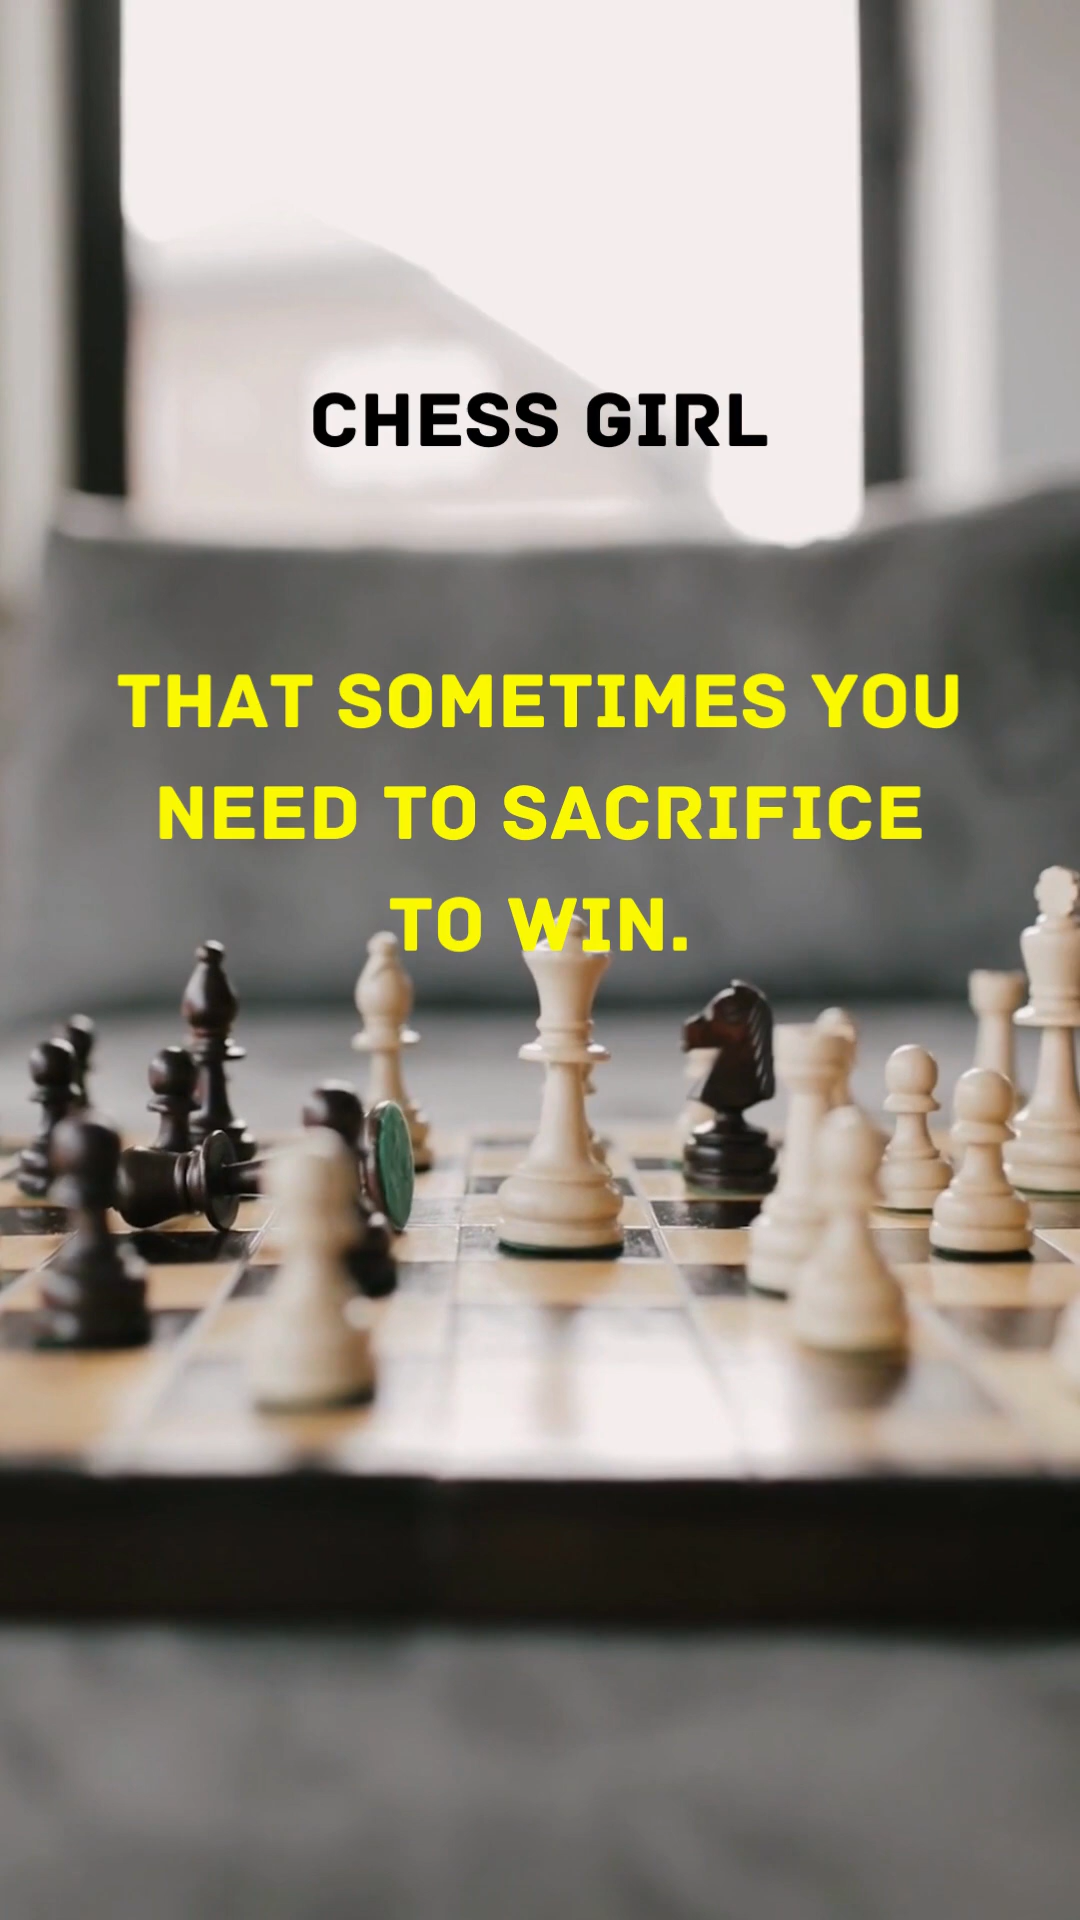 CHESS GIRL
THAT SOMETIMES YOU
NEED TO SACRIFICE
TO WIN.